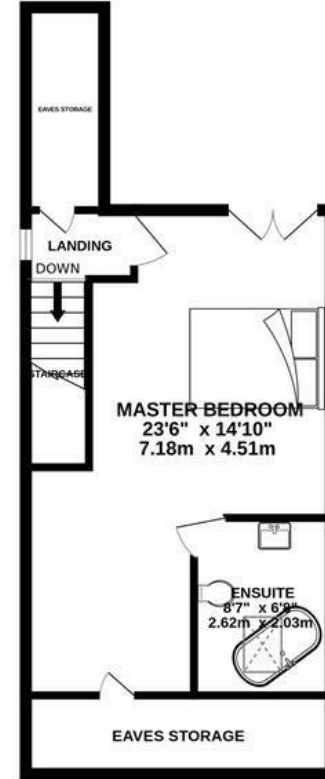 EAVES STORAGE
LANDING
DOWN
STAIRCASE
MASTER BEDROOM
23'6" x 14'10"
7.18m x 4.51m
ENSUITE
8'7" x 6'8"
2.62m x 2.03m
EAVES STORAGE